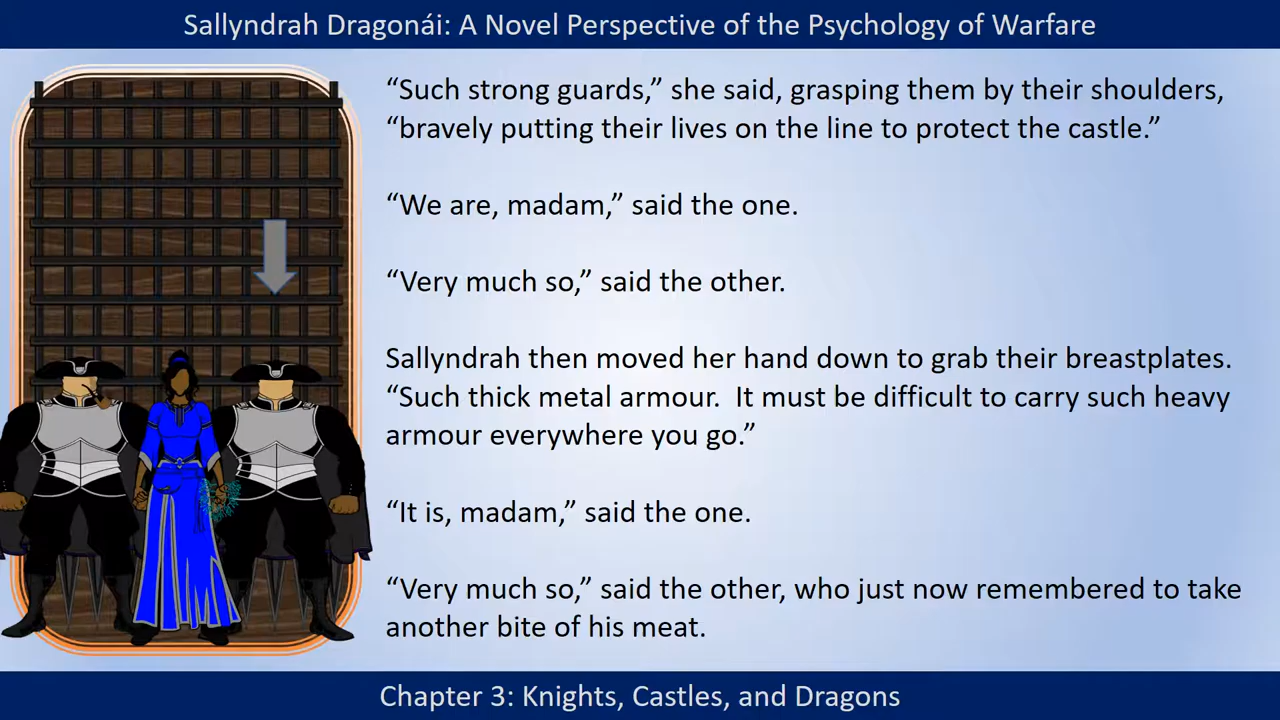 Sallyndrah Dragonái: A Novel Perspective of the Psychology of Warfare
“Such strong guards,” she said, grasping them by their shoulders,
“bravely putting their lives on the line to protect the castle.”
“We are, madam,” said the one.
“Very much so,” said the other.
Sallyndrah then moved her hand down to grab their breastplates.
“Such thick metal armour.  It must be difficult to carry such heavy
armour everywhere you go.”
“It is, madam,” said the one.
“Very much so,” said the other, who just now remembered to take
another bite of his meat.
Chapter 3: Knights, Castles, and Dragons